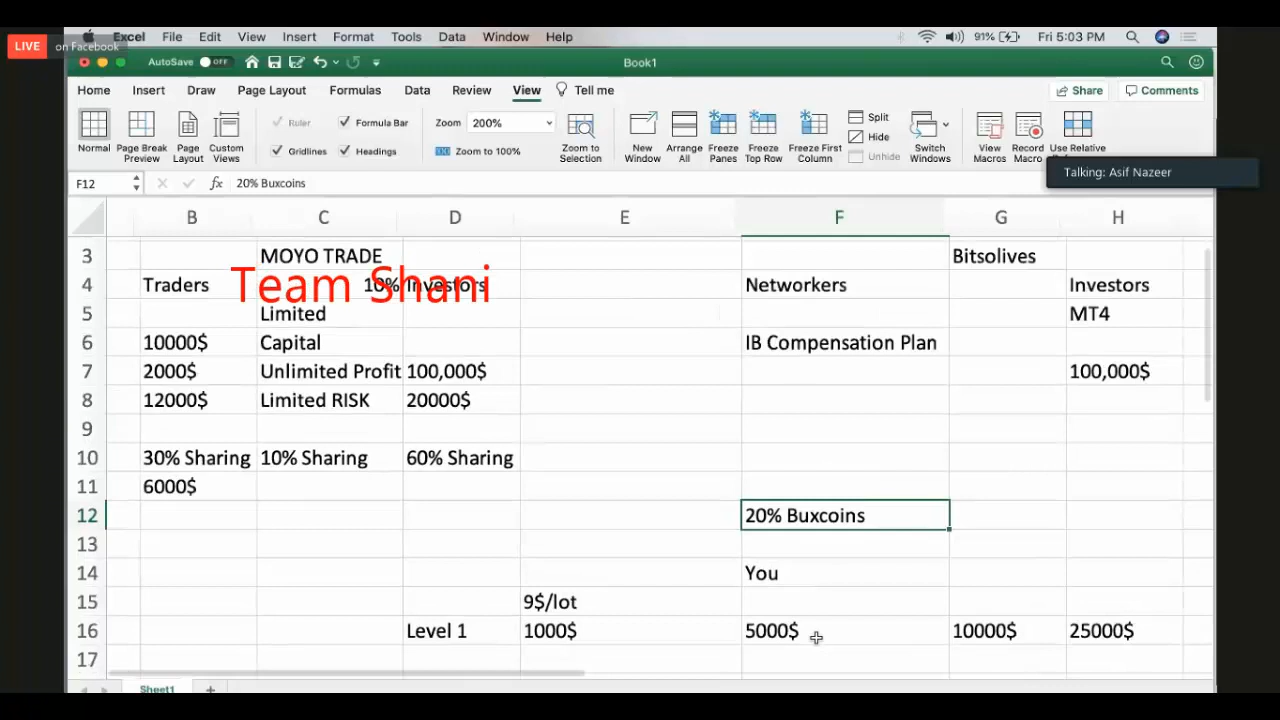 LIVE on Facebook
Excel File Edit View Insert Format Tools Data Window Help 91% Fri 5:03 PM
AutoSave OFF Book1
Home Insert Draw Page Layout Formulas Data Review View Tell me Share Comments
Normal Page Break Preview Page Layout Custom Views Ruler Formula Bar Gridlines Headings Zoom 200% Zoom to 100% Zoom to Selection New Window Arrange All Freeze Panes Freeze Top Row Freeze First Column Split Hide Unhide Switch Windows View Macros Record Macro Use Relative
Talking: Asif Nazeer
F12 fx 20% Buxcoins
B C D E F G H
3 MOYO TRADE Bitsolives
4 Traders 10% Investors Networkers Investors
Team Shani
5 Limited MT4
6 10000$ Capital IB Compensation Plan
7 2000$ Unlimited Profit 100,000$ 100,000$
8 12000$ Limited RISK 20000$
9
10 30% Sharing 10% Sharing 60% Sharing
11 6000$
12 20% Buxcoins
13
14 You
15 9$/lot
16 Level 1 1000$ 5000$ 10000$ 25000$
17
Sheet1 +